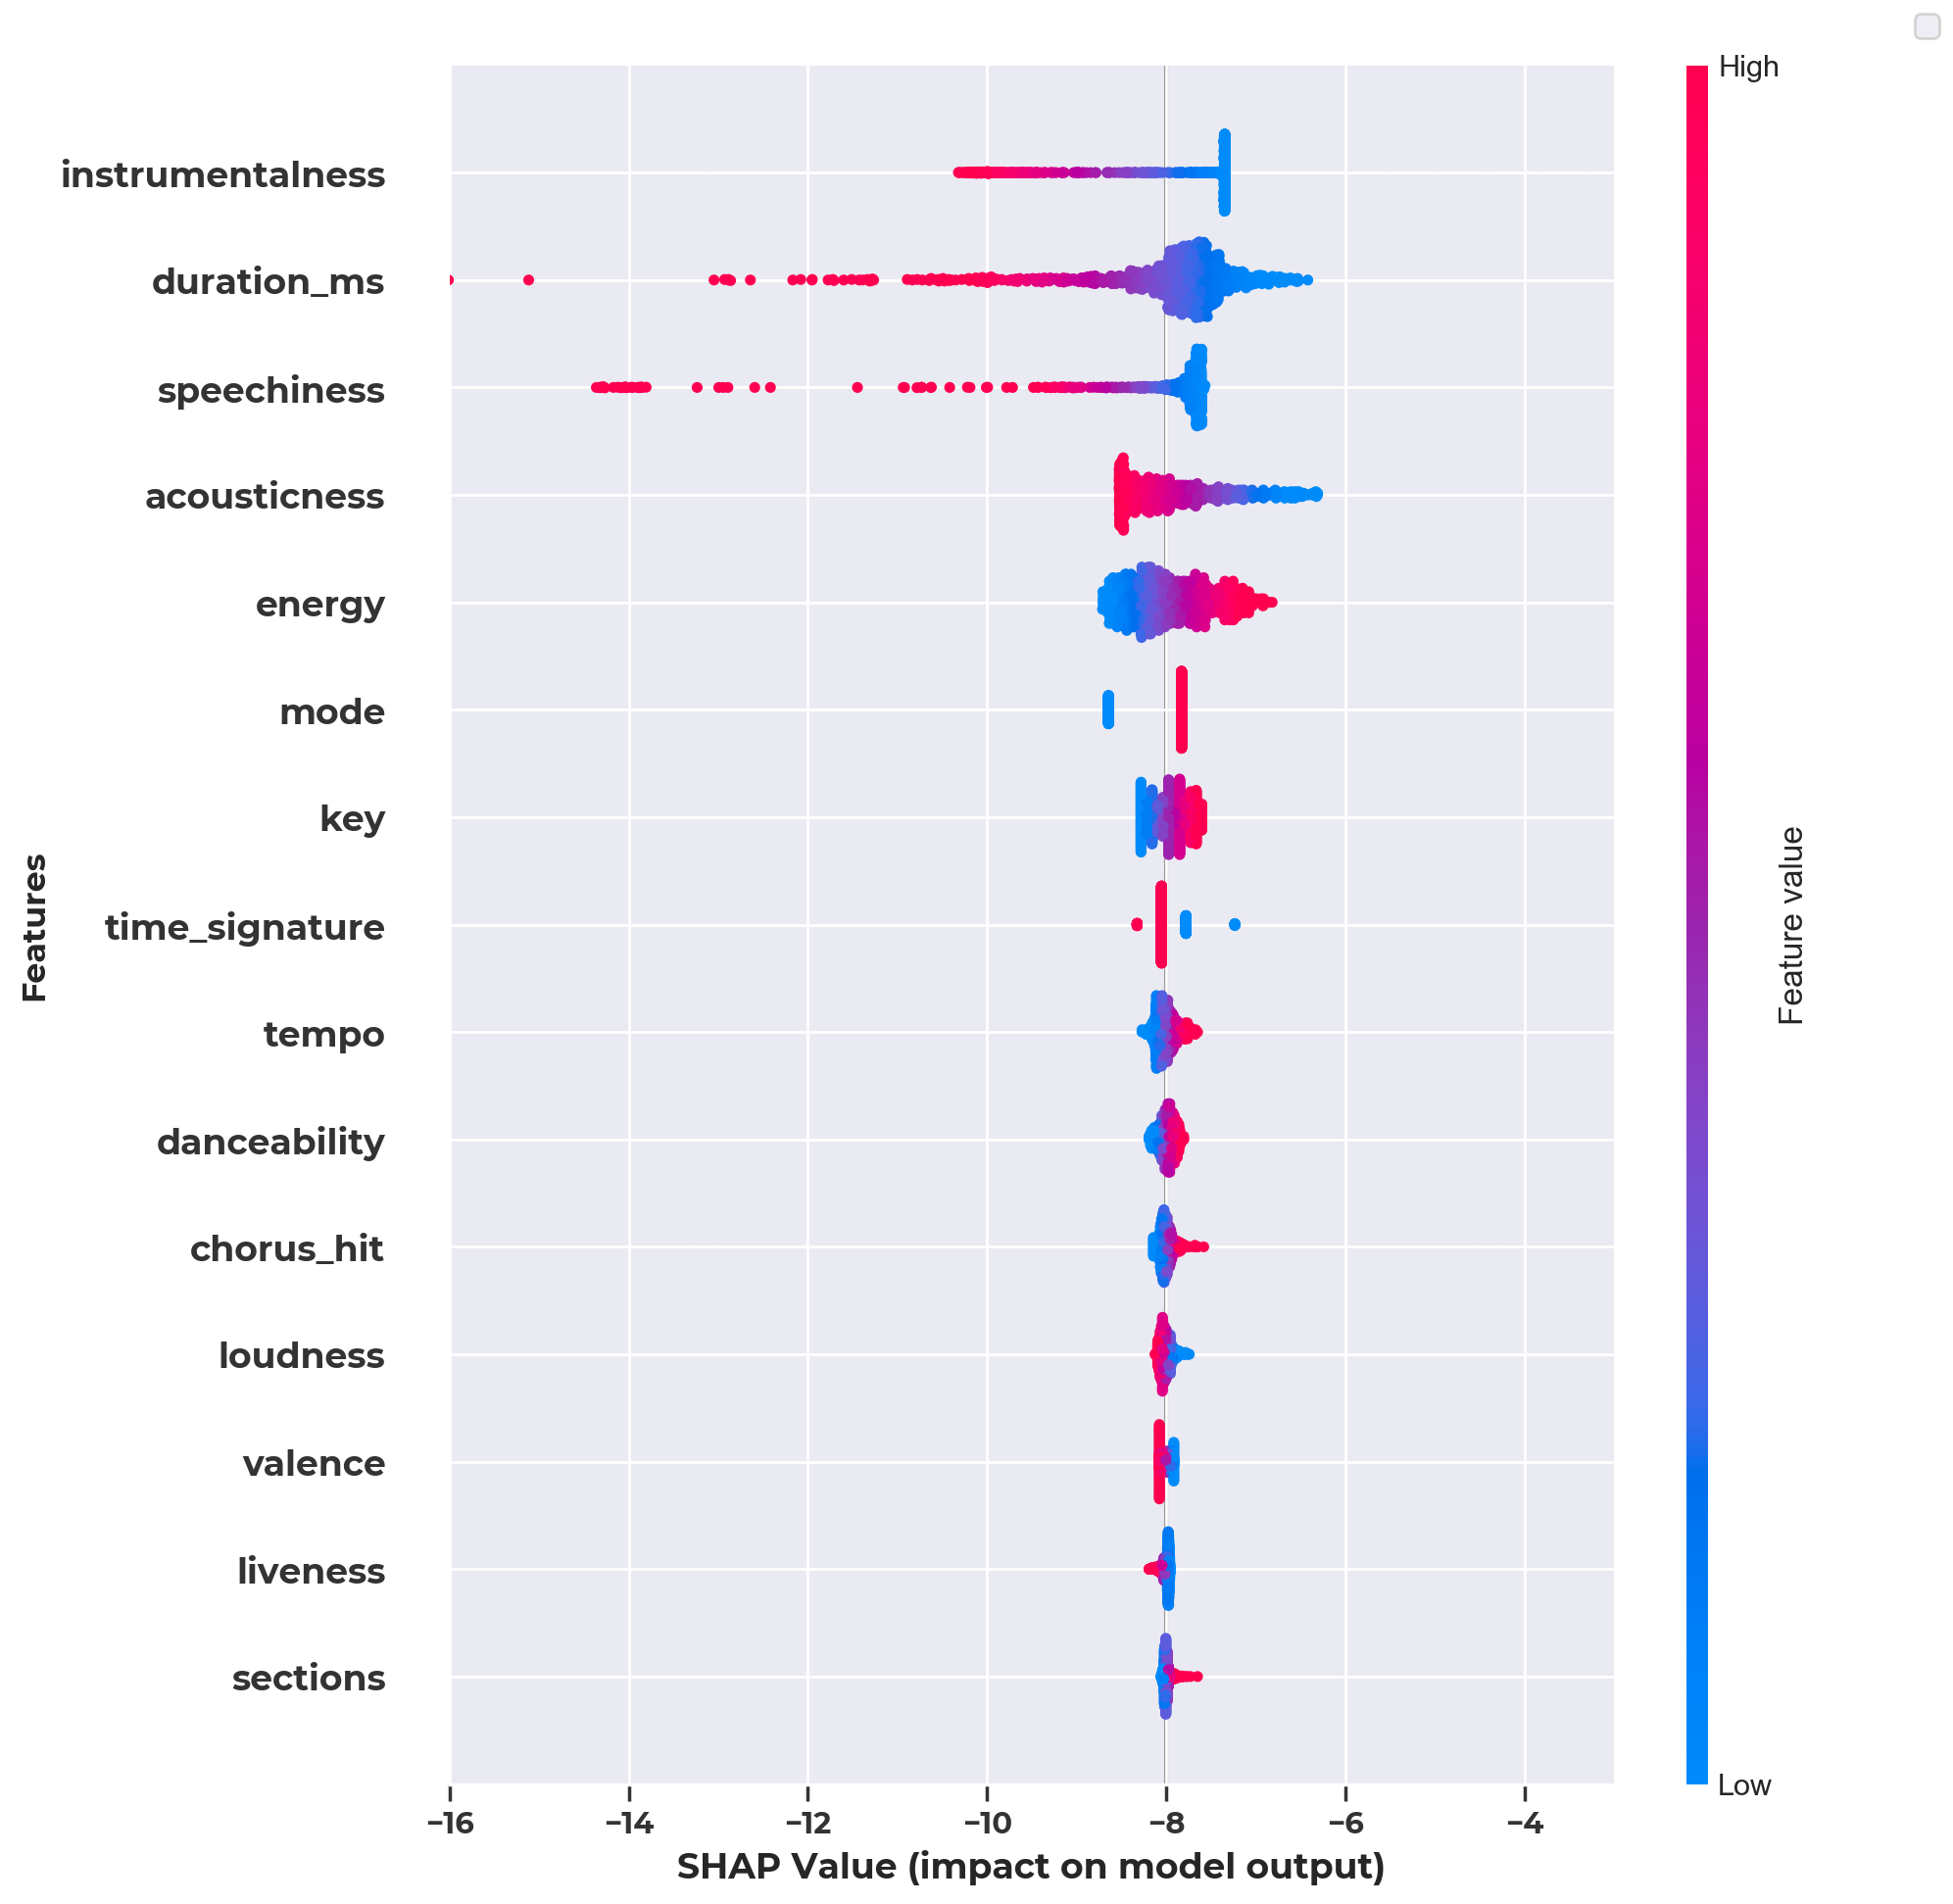 High
instrumentalness
duration_ms
speechiness
acousticness
energy
mode
key
time_signature
tempo
danceability
chorus_hit
loudness
valence
liveness
sections
Features
Feature value
Low
−16 −14 −12 −10 −8 −6 −4
SHAP Value (impact on model output)